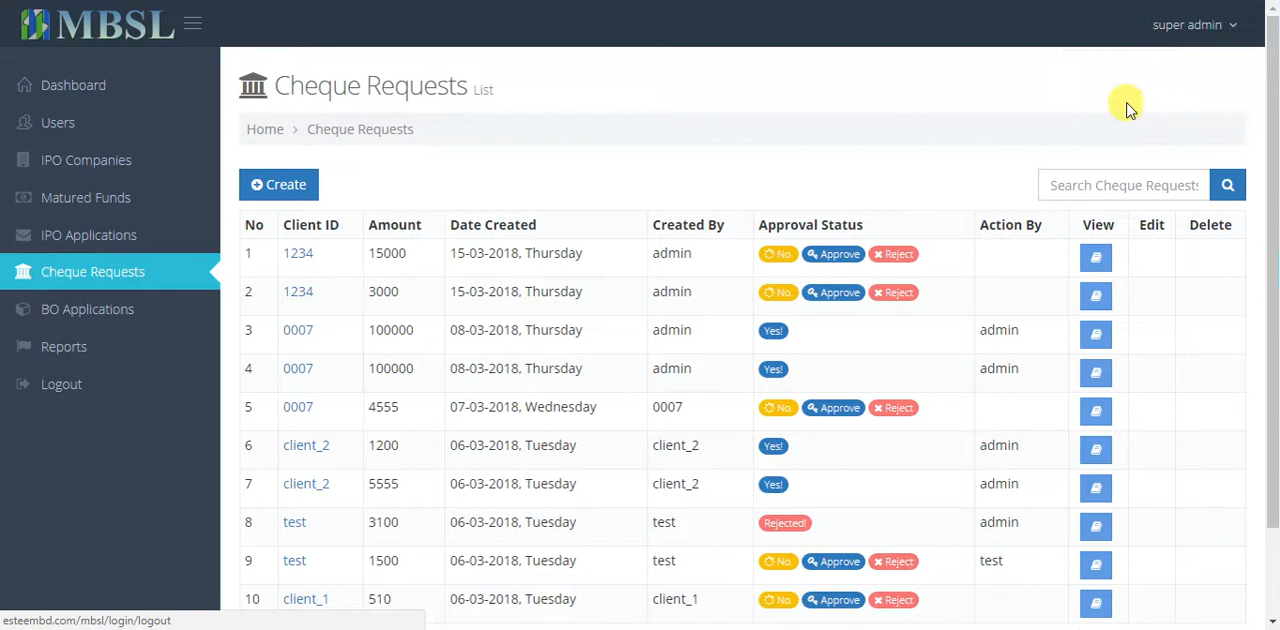 MBSL
super admin
Dashboard
Users
IPO Companies
Matured Funds
IPO Applications
Cheque Requests
BO Applications
Reports
Logout
Cheque Requests List
Home > Cheque Requests
Create
Search Cheque Requests
No Client ID Amount Date Created Created By Approval Status Action By View Edit Delete
1 1234 15000 15-03-2018, Thursday admin No. Approve Reject
2 1234 3000 15-03-2018, Thursday admin No. Approve Reject
3 0007 100000 08-03-2018, Thursday admin Yes! admin
4 0007 100000 08-03-2018, Thursday admin Yes! admin
5 0007 4555 07-03-2018, Wednesday 0007 No. Approve Reject
6 client_2 1200 06-03-2018, Tuesday client_2 Yes! admin
7 client_2 5555 06-03-2018, Tuesday client_2 Yes! admin
8 test 3100 06-03-2018, Tuesday test Rejected! admin
9 test 1500 06-03-2018, Tuesday test No. Approve Reject test
10 client_1 510 06-03-2018, Tuesday client_1 No. Approve Reject
esteembd.com/mbsl/login/logout